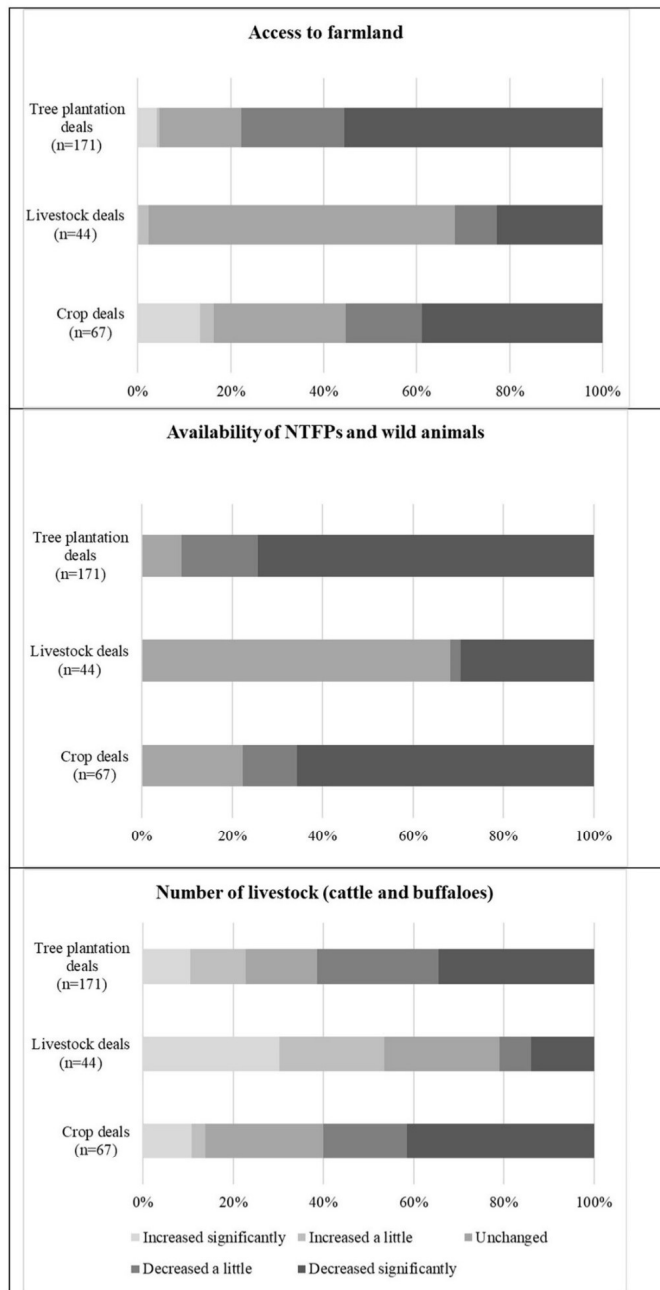 Access to farmland
Tree plantation
deals
(n=171)
Livestock deals
(n=44)
Crop deals
(n=67)
0% 20% 40% 60% 80% 100%
Availability of NTFPs and wild animals
Tree plantation
deals
(n=171)
Livestock deals
(n=44)
Crop deals
(n=67)
0% 20% 40% 60% 80% 100%
Number of livestock (cattle and buffaloes)
Tree plantation
deals
(n=171)
Livestock deals
(n=44)
Crop deals
(n=67)
0% 20% 40% 60% 80% 100%
Increased significantly Increased a little Unchanged
Decreased a little Decreased significantly